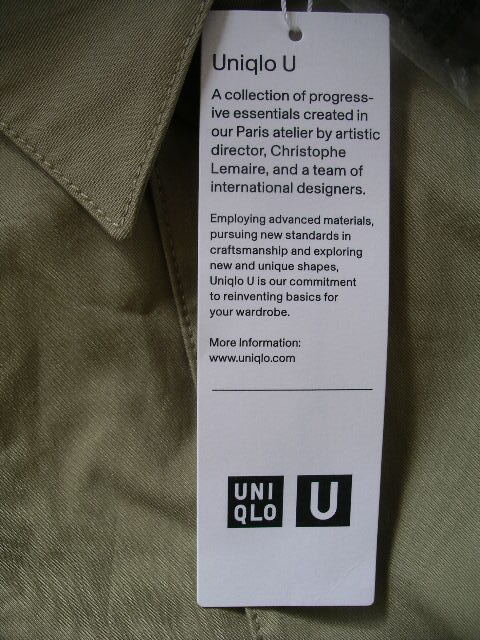 Uniqlo U
A collection of progress-
ive essentials created in
our Paris atelier by artistic
director, Christophe
Lemaire, and a team of
international designers.
Employing advanced materials,
pursuing new standards in
craftsmanship and exploring
new and unique shapes,
Uniqlo U is our commitment
to reinventing basics for
your wardrobe.
More Information:
www.uniqlo.com
UNI
QLO
U